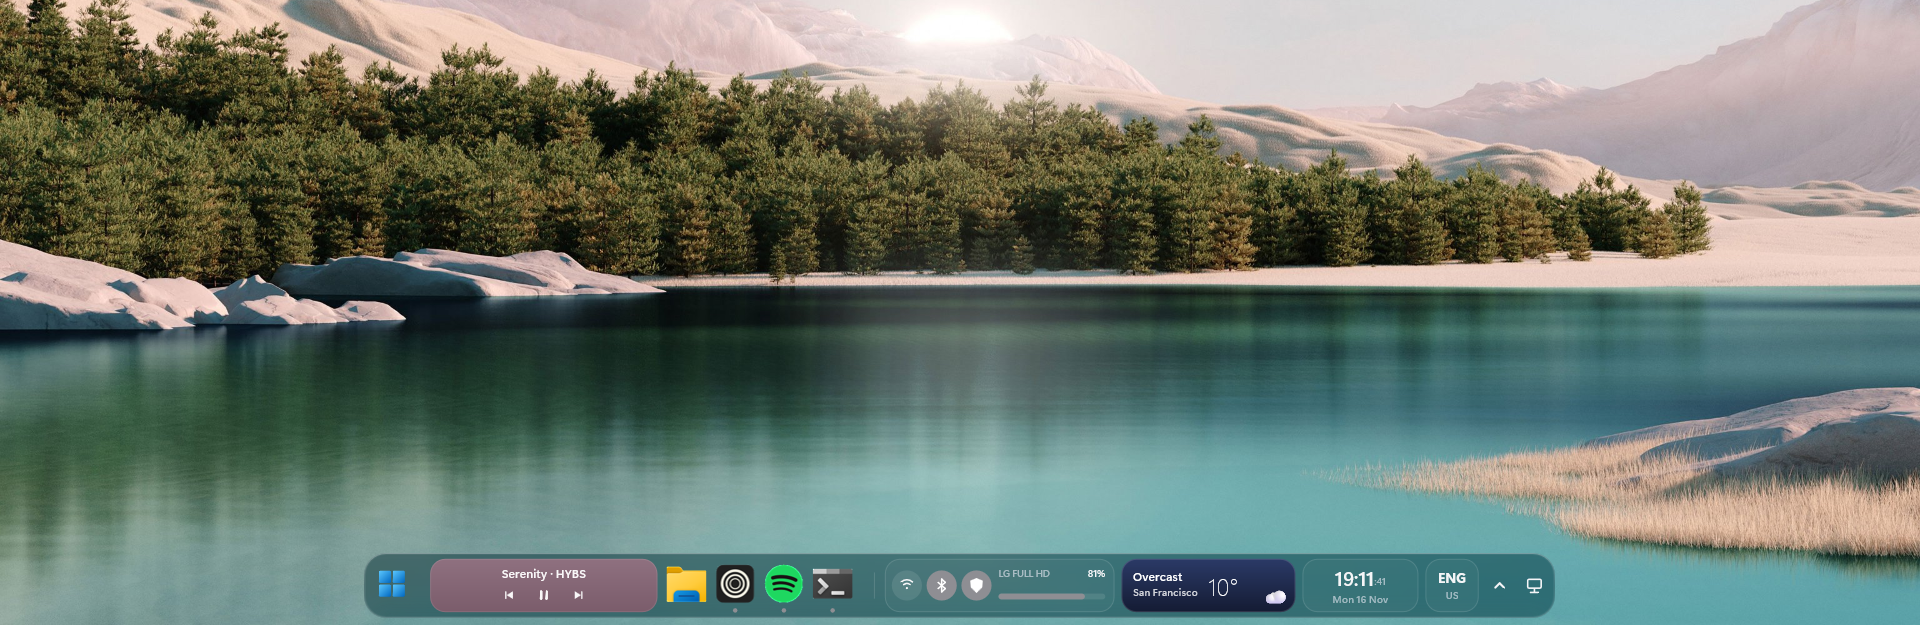 Serenity · HYBS
LG FULL HD 81%
Overcast
San Francisco
10°
19:11:41
Mon 16 Nov
ENG
US